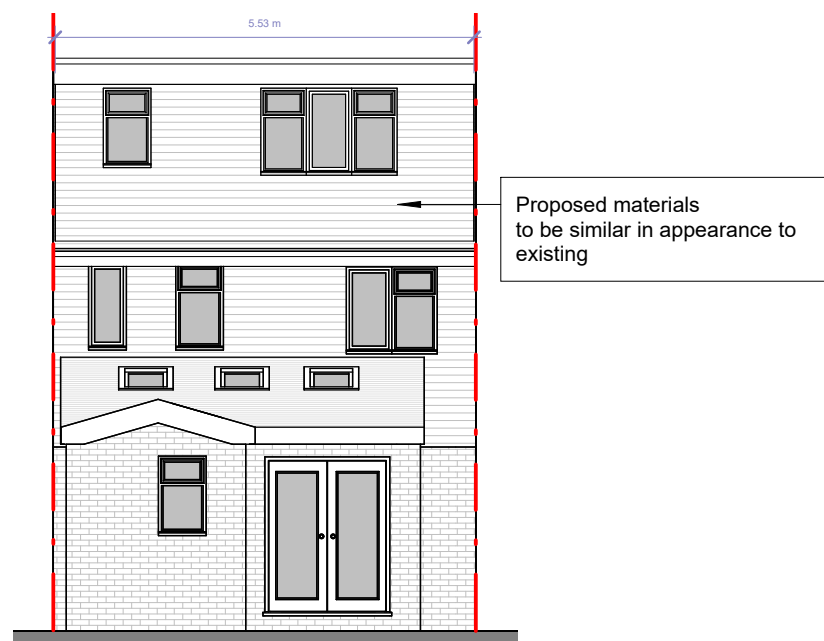 5.53 m
Proposed materials
to be similar in appearance to
existing